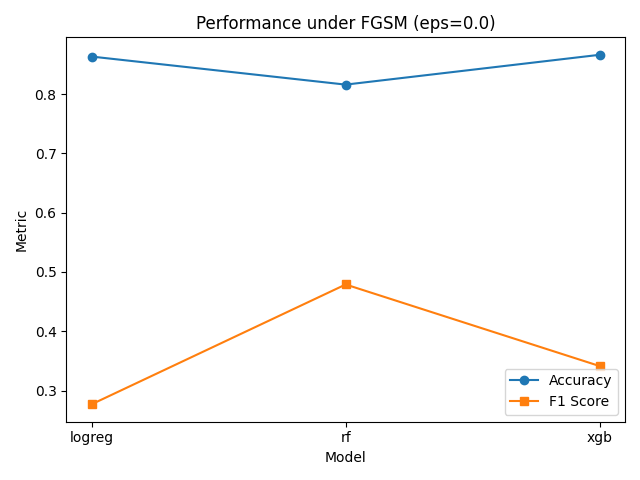 Performance under FGSM (eps=0.0)
Metric
0.8
0.7
0.6
0.5
0.4
0.3
Accuracy
F1 Score
logreg rf xgb
Model